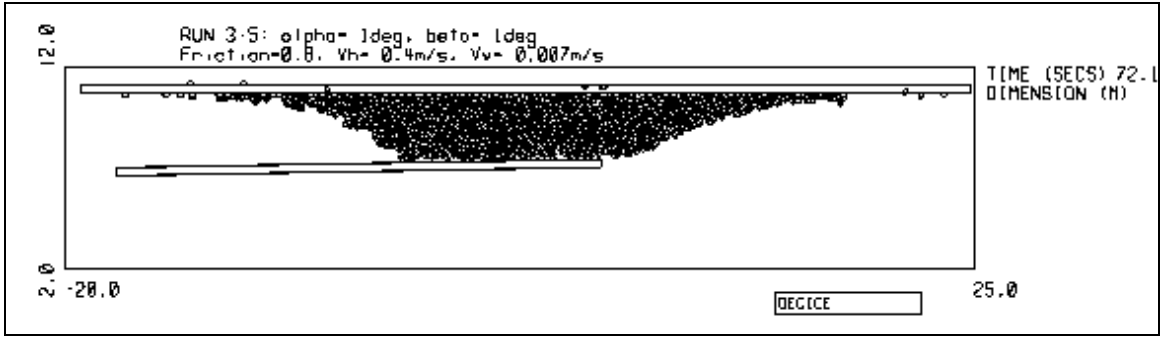 12.0
RUN 3-5: alpha= 1deg, beta= 1deg
Friction=0.8, Vh= 0.4m/s, Vv= 0.007m/s
TIME (SECS) 72.1
DIMENSION (M)
2.0
-20.0
25.0
DECICE